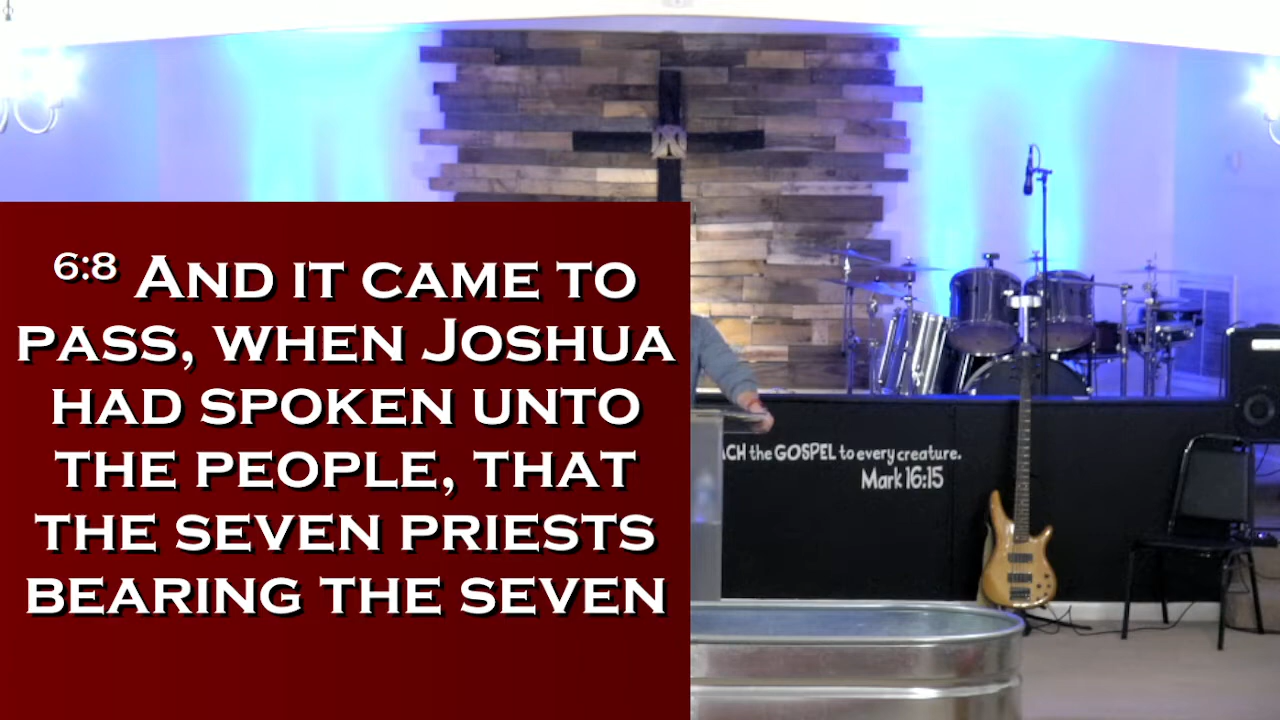 6:8 AND IT CAME TO
PASS, WHEN JOSHUA
HAD SPOKEN UNTO
THE PEOPLE, THAT
THE SEVEN PRIESTS
BEARING THE SEVEN
the GOSPEL to every creature.
Mark 16:15